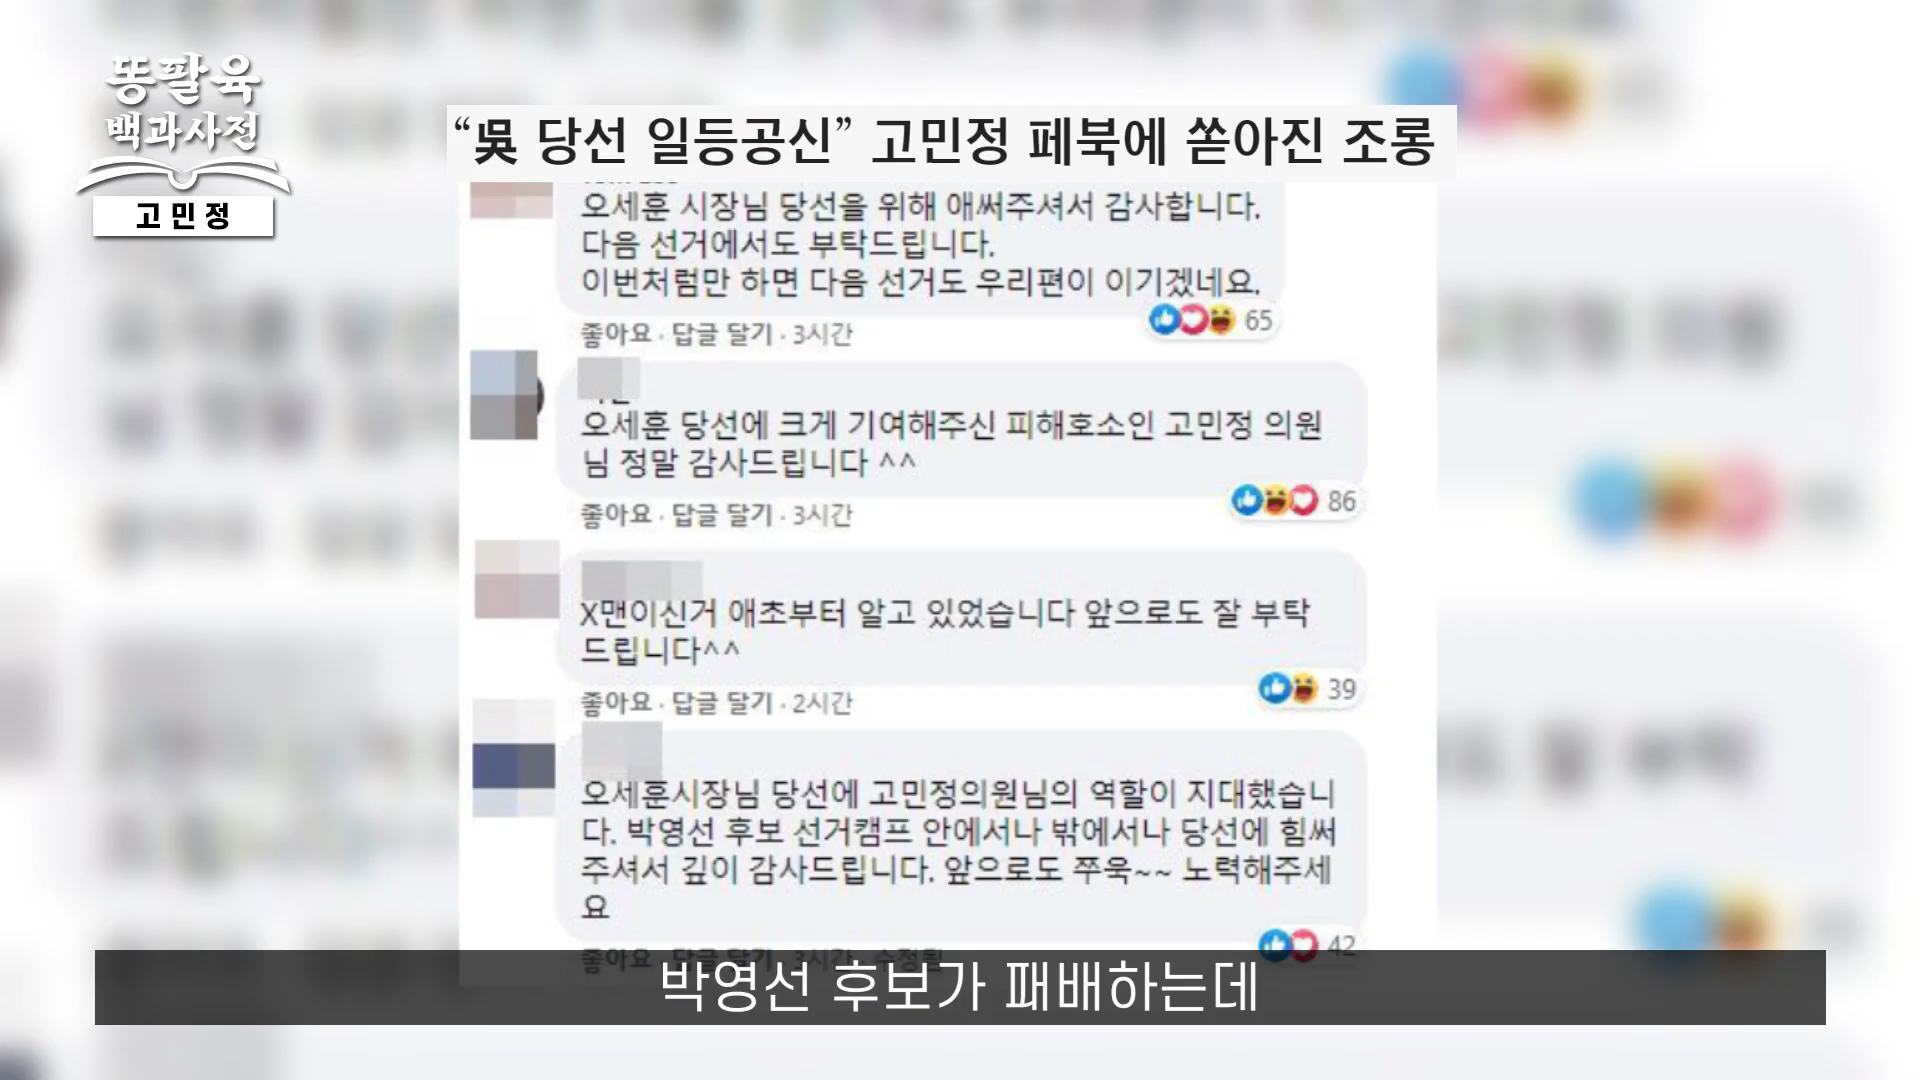 똥팔육
백과사전
고민정
“吳 당선 일등공신” 고민정 페북에 쏟아진 조롱
오세훈 시장님 당선을 위해 애써주셔서 감사합니다.
다음 선거에서도 부탁드립니다.
이번처럼만 하면 다음 선거도 우리편이 이기겠네요.
좋아요 · 답글 달기 · 3시간
65
오세훈 당선에 크게 기여해주신 피해호소인 고민정 의원
님 정말 감사드립니다 ^^
좋아요 · 답글 달기 · 3시간
86
X맨이신거 애초부터 알고 있었습니다 앞으로도 잘 부탁
드립니다^^
좋아요 · 답글 달기 · 2시간
39
오세훈시장님 당선에 고민정의원님의 역할이 지대했습니
다. 박영선 후보 선거캠프 안에서나 밖에서나 당선에 힘써
주셔서 깊이 감사드립니다. 앞으로도 쭈욱~~ 노력해주세
요
좋아요 · 답글 달기 · 3시간 · 수정됨
42
박영선 후보가 패배하는데